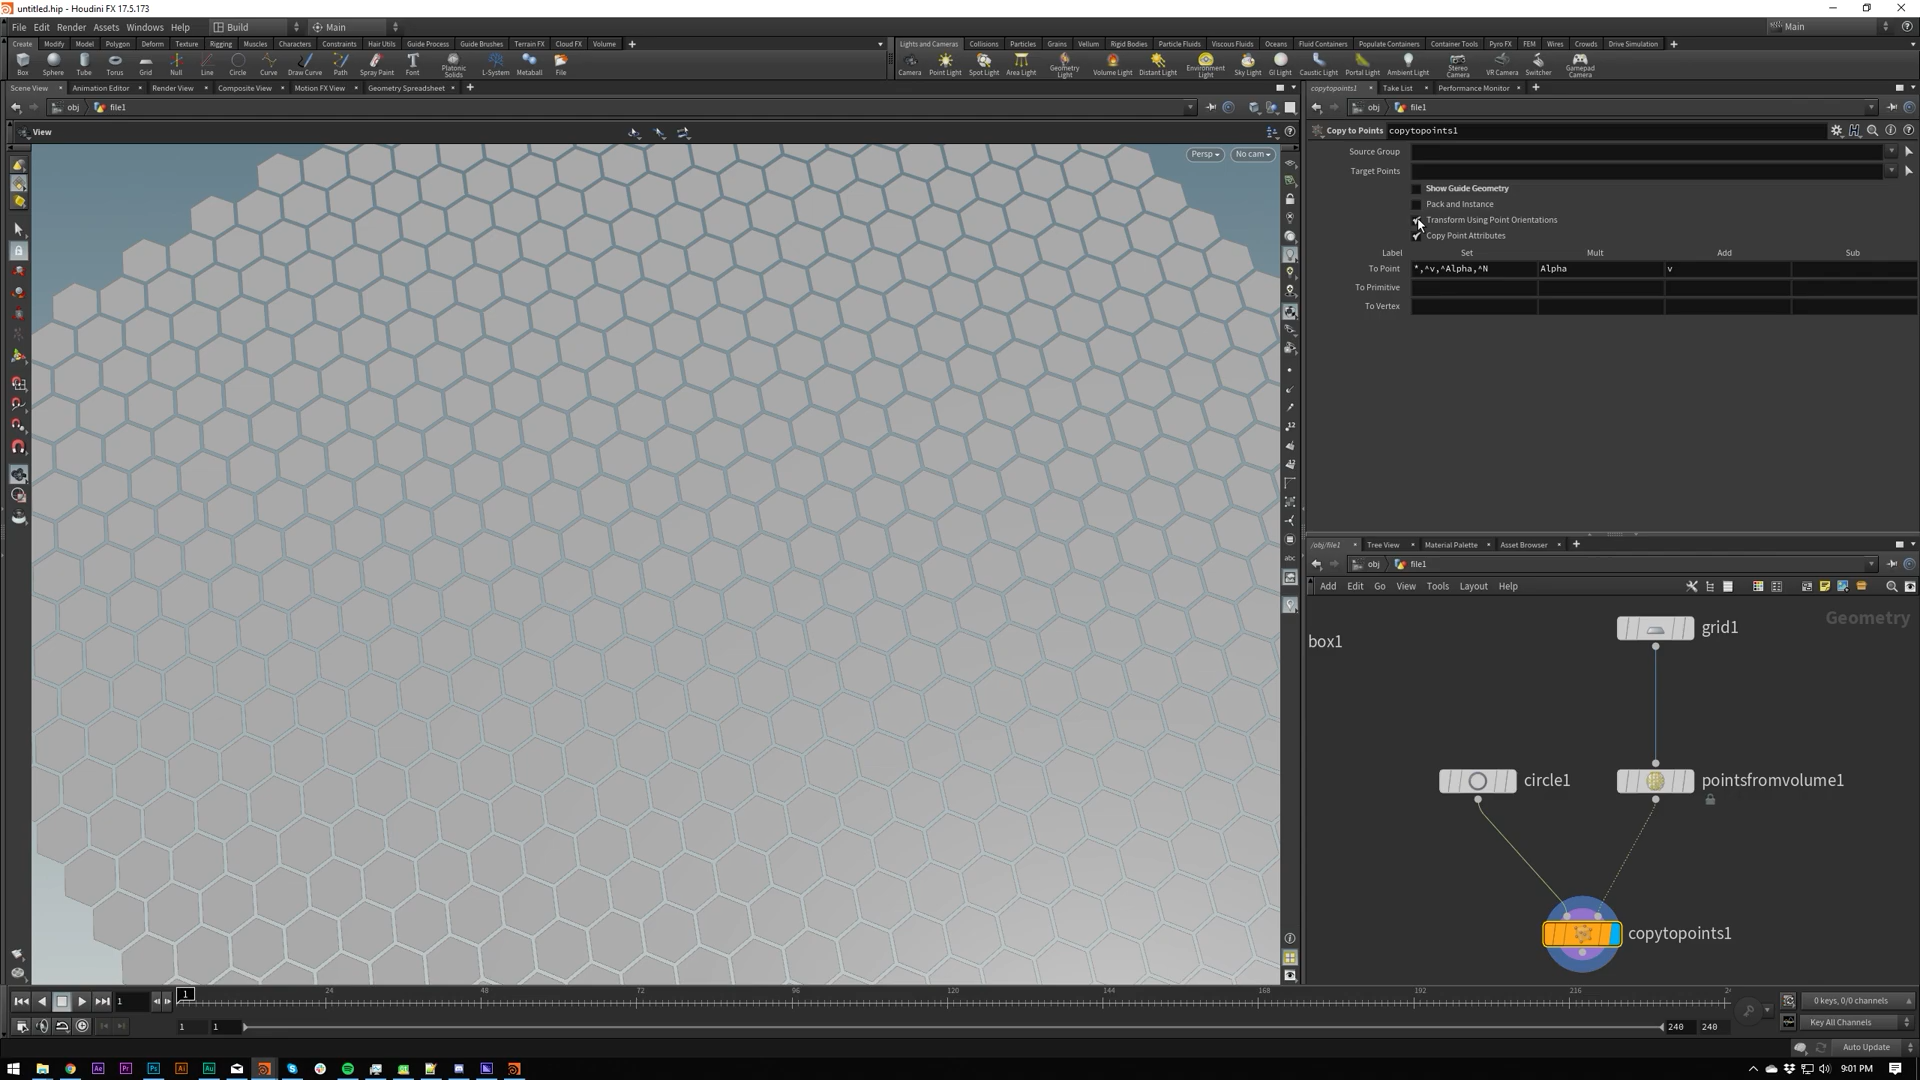 untitled.hip - Houdini FX 17.5.173
File Edit Render Assets Windows Help Build Main Main
Create Modify Model Polygon Deform Texture Rigging Muscles Characters Constraints Hair Utils Guide Process Guide Brushes Terrain FX Cloud FX Volume
Lights and Cameras Collisions Particles Grains Vellum Rigid Bodies Particle Fluids Viscous Fluids Oceans Fluid Containers Populate Containers Container Tools Pyro FX FEM Wires Crowds Drive Simulation
Box Sphere Tube Torus Grid Null Line Circle Curve Draw Curve Path Spray Paint Font Platonic Solids L-System Metaball File
Camera Point Light Spot Light Area Light Geometry Light Volume Light Distant Light Environment Light Sky Light GI Light Caustic Light Portal Light Ambient Light Stereo Camera VR Camera Switcher Gamepad Camera
Scene View Animation Editor Render View Composite View Motion FX View Geometry Spreadsheet
copytopoints1 Take List Performance Monitor
obj file1
obj file1
View
Persp No cam
Copy to Points copytopoints1
Source Group
Target Points
Show Guide Geometry
Pack and Instance
Transform Using Point Orientations
Copy Point Attributes
Label Set Mult Add Sub
To Point *,^v,^Alpha,^N Alpha v
To Primitive
To Vertex
/obj/file1 Tree View Material Palette Asset Browser
obj file1
Add Edit Go View Tools Layout Help
Geometry
box1
grid1
circle1
pointsfromvolume1
copytopoints1
1 1 24 48 72 96 120 144 168 192 216
0 keys, 0/0 channels
1 1 240 240
Key All Channels
Auto Update
9:01 PM